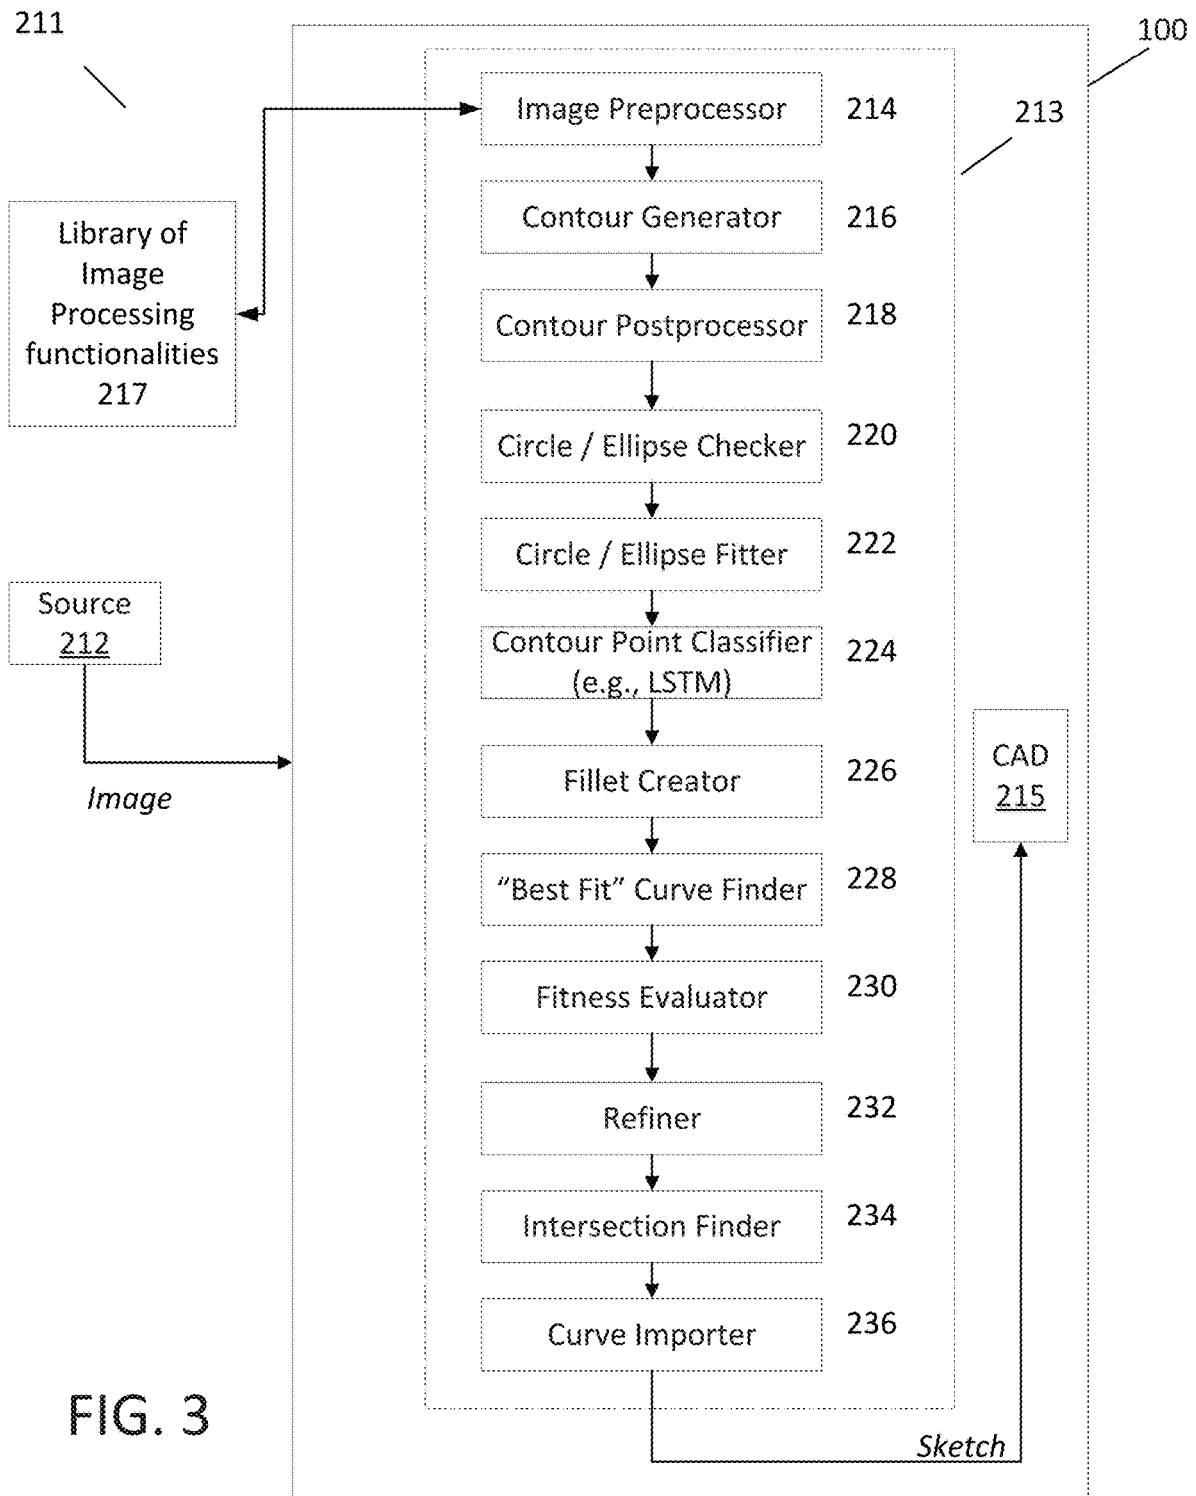 211
100
213
Image Preprocessor 214
Contour Generator 216
Contour Postprocessor 218
Circle / Ellipse Checker 220
Circle / Ellipse Fitter 222
Contour Point Classifier 224
(e.g., LSTM)
Fillet Creator 226
“Best Fit” Curve Finder 228
Fitness Evaluator 230
Refiner 232
Intersection Finder 234
Curve Importer 236
Library of
Image
Processing
functionalities
217
Source
212
Image
CAD
215
Sketch
FIG. 3